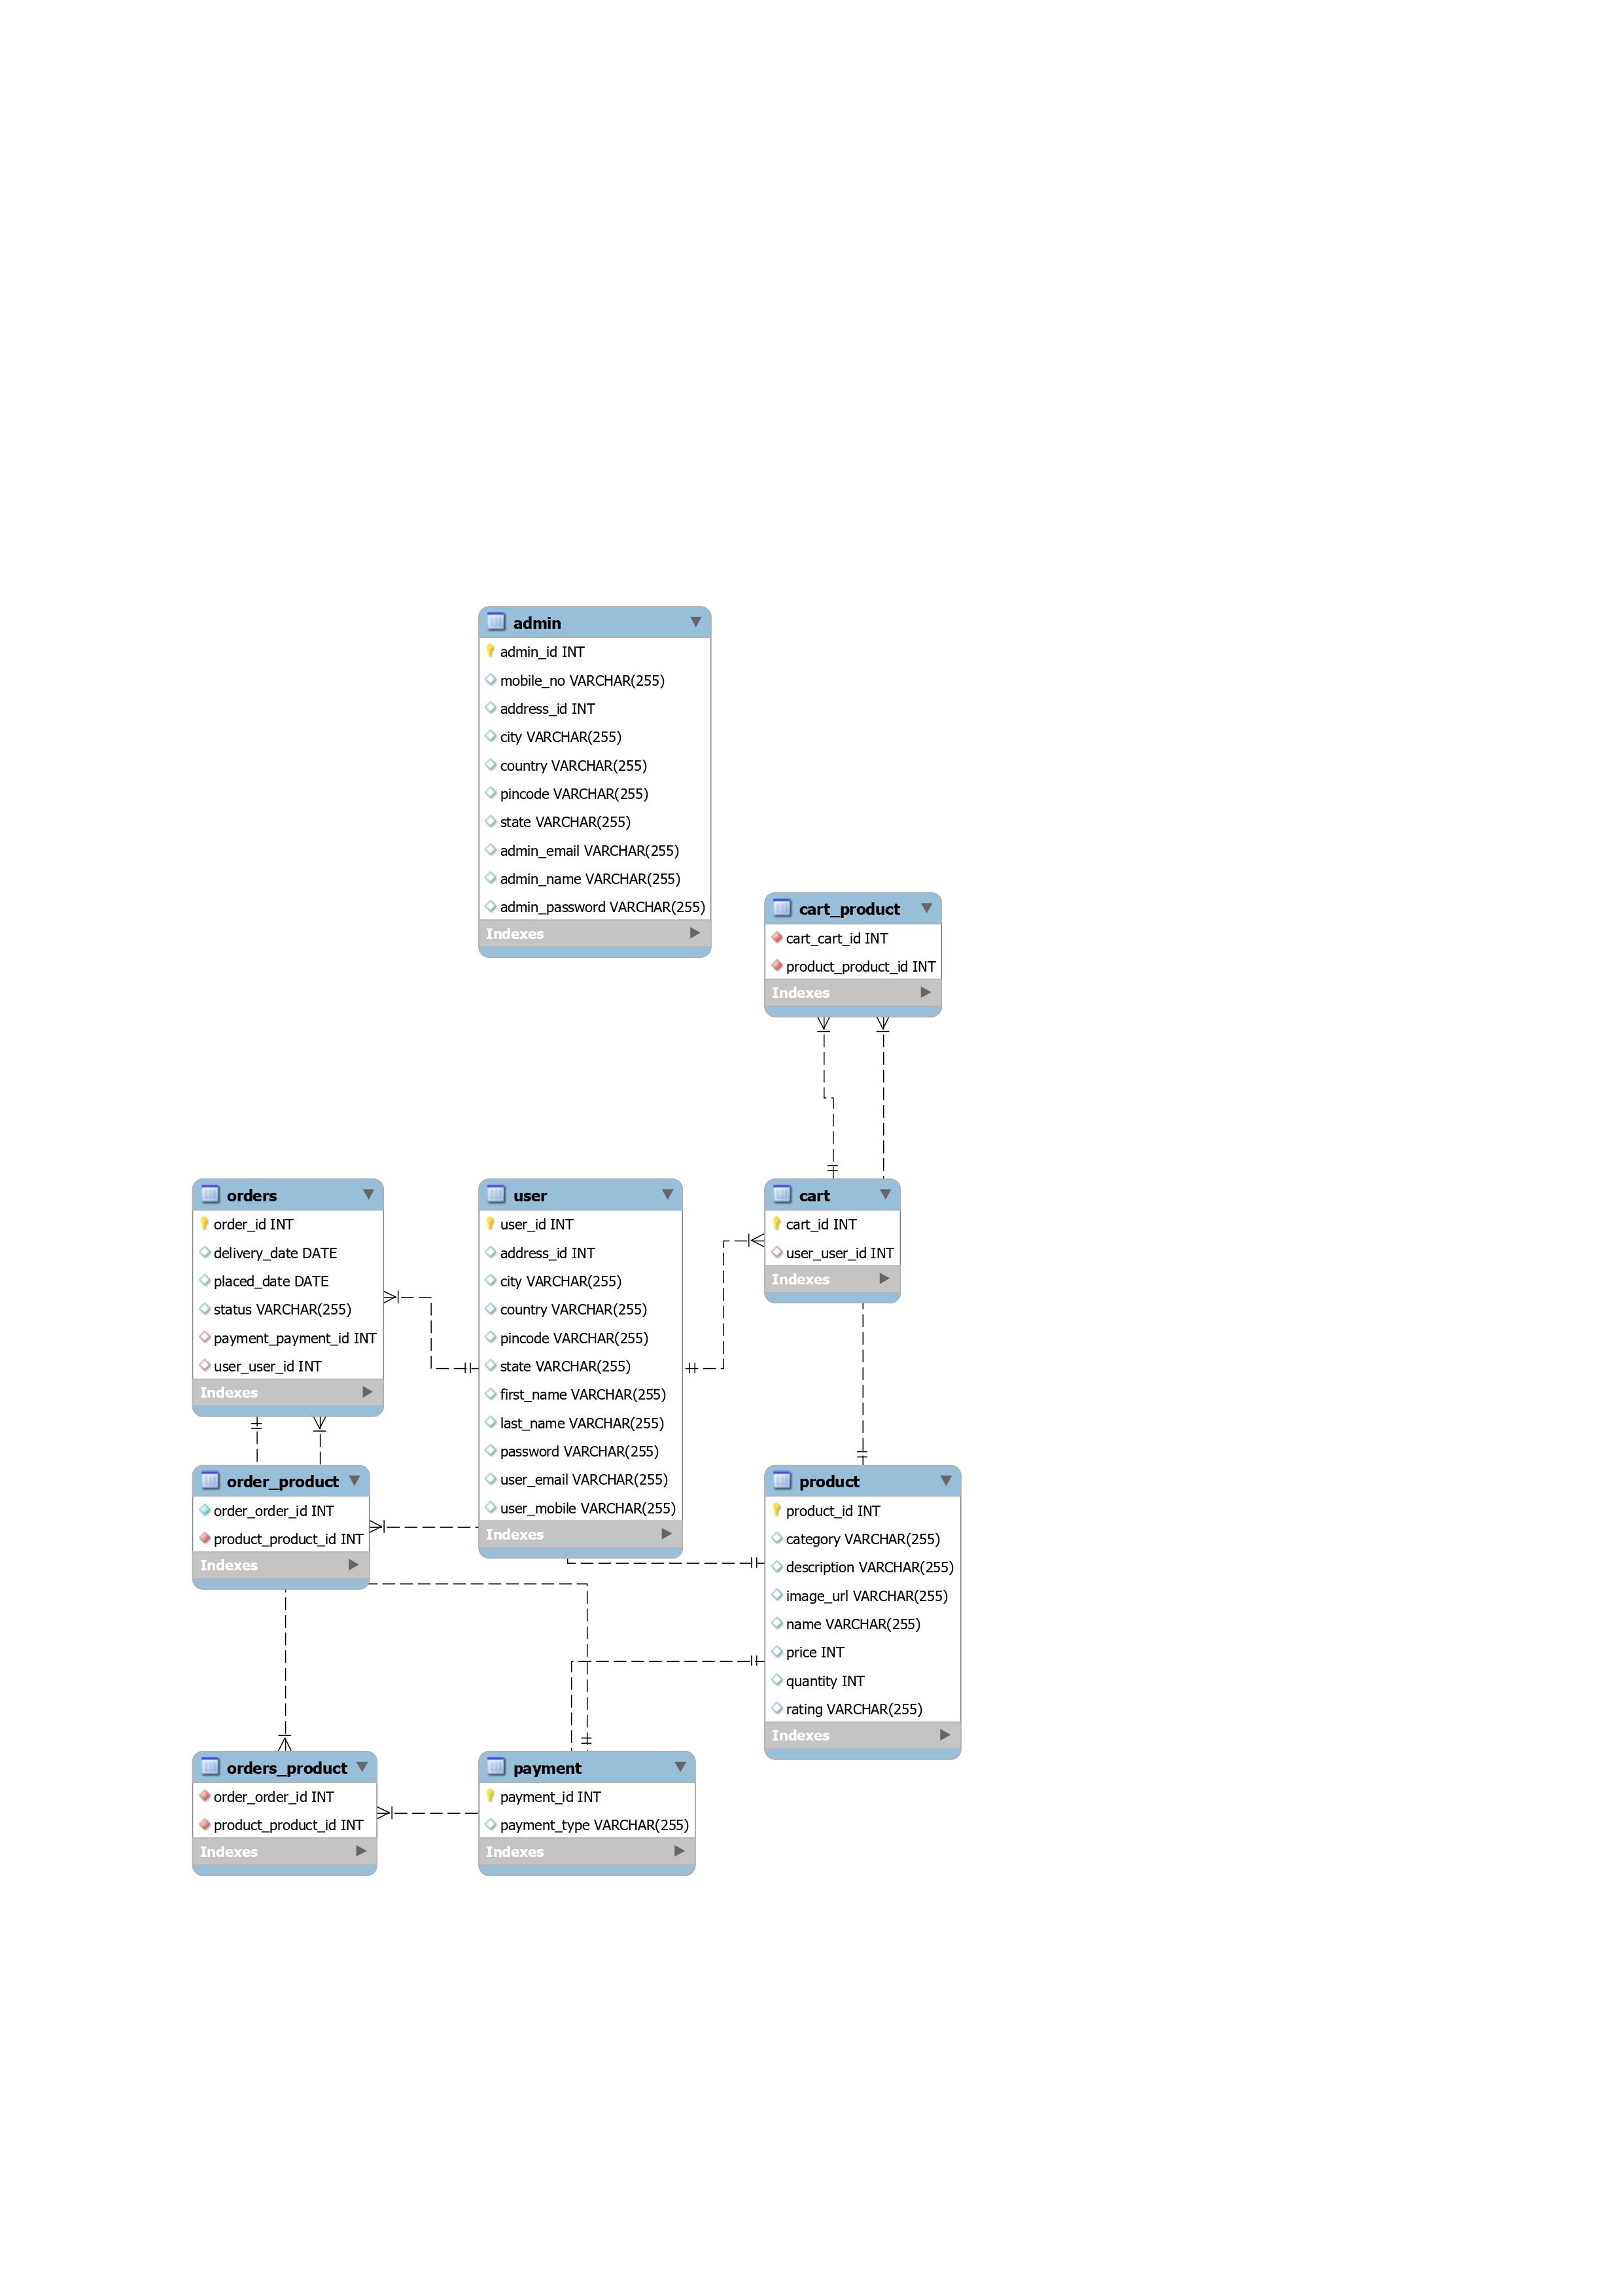 admin
admin_id INT
mobile_no VARCHAR(255)
address_id INT
city VARCHAR(255)
country VARCHAR(255)
pincode VARCHAR(255)
state VARCHAR(255)
admin_email VARCHAR(255)
admin_name VARCHAR(255)
admin_password VARCHAR(255)
Indexes
cart_product
cart_cart_id INT
product_product_id INT
Indexes
orders
order_id INT
delivery_date DATE
placed_date DATE
status VARCHAR(255)
payment_payment_id INT
user_user_id INT
Indexes
user
user_id INT
address_id INT
city VARCHAR(255)
country VARCHAR(255)
pincode VARCHAR(255)
state VARCHAR(255)
first_name VARCHAR(255)
last_name VARCHAR(255)
password VARCHAR(255)
user_email VARCHAR(255)
user_mobile VARCHAR(255)
Indexes
cart
cart_id INT
user_user_id INT
Indexes
order_product
order_order_id INT
product_product_id INT
Indexes
product
product_id INT
category VARCHAR(255)
description VARCHAR(255)
image_url VARCHAR(255)
name VARCHAR(255)
price INT
quantity INT
rating VARCHAR(255)
Indexes
orders_product
order_order_id INT
product_product_id INT
Indexes
payment
payment_id INT
payment_type VARCHAR(255)
Indexes